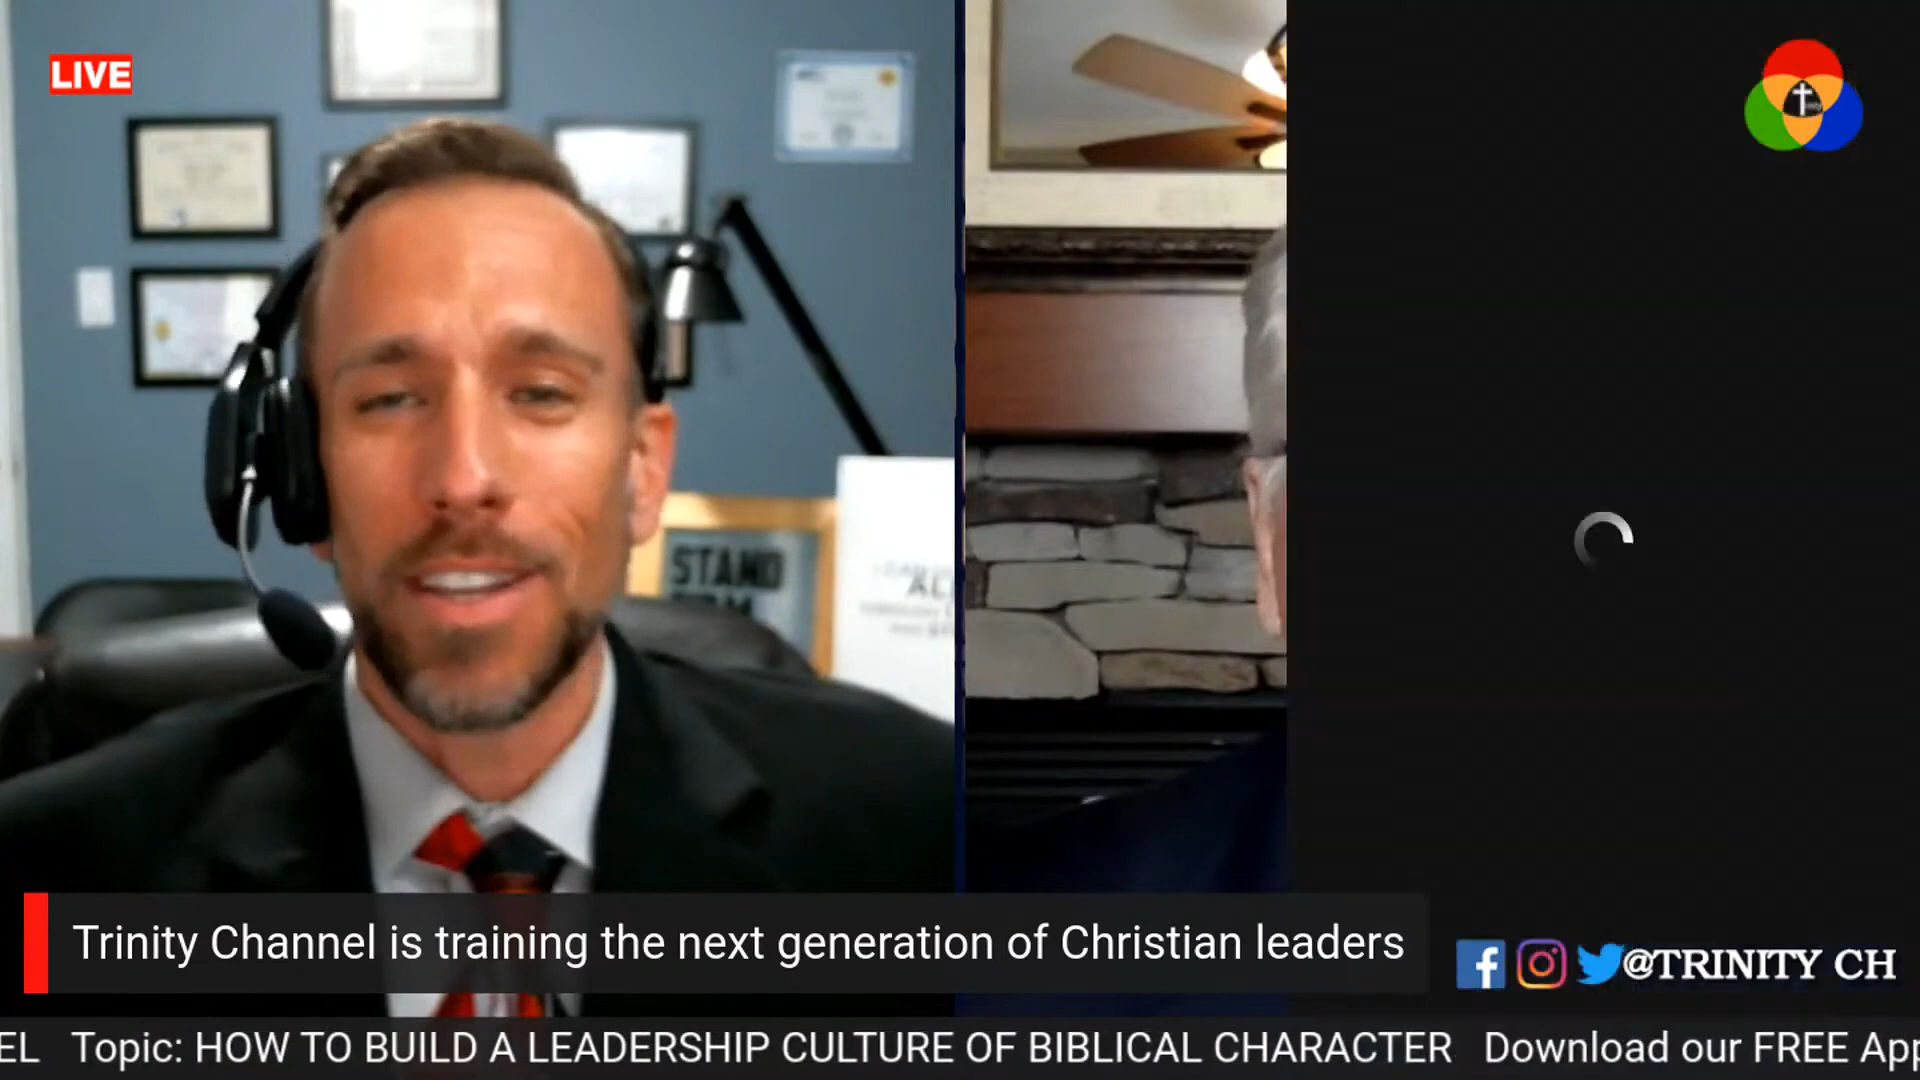 LIVE
STAND
Trinity Channel is training the next generation of Christian leaders
@TRINITY CH
EL Topic: HOW TO BUILD A LEADERSHIP CULTURE OF BIBLICAL CHARACTER Download our FREE App